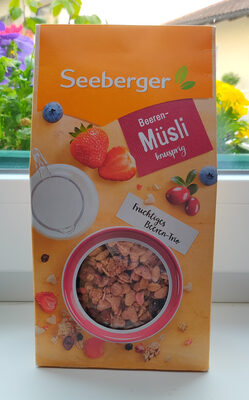 Seeberger
Beeren-
Müsli
knusprig
Fruchtiges
Beeren-Trio